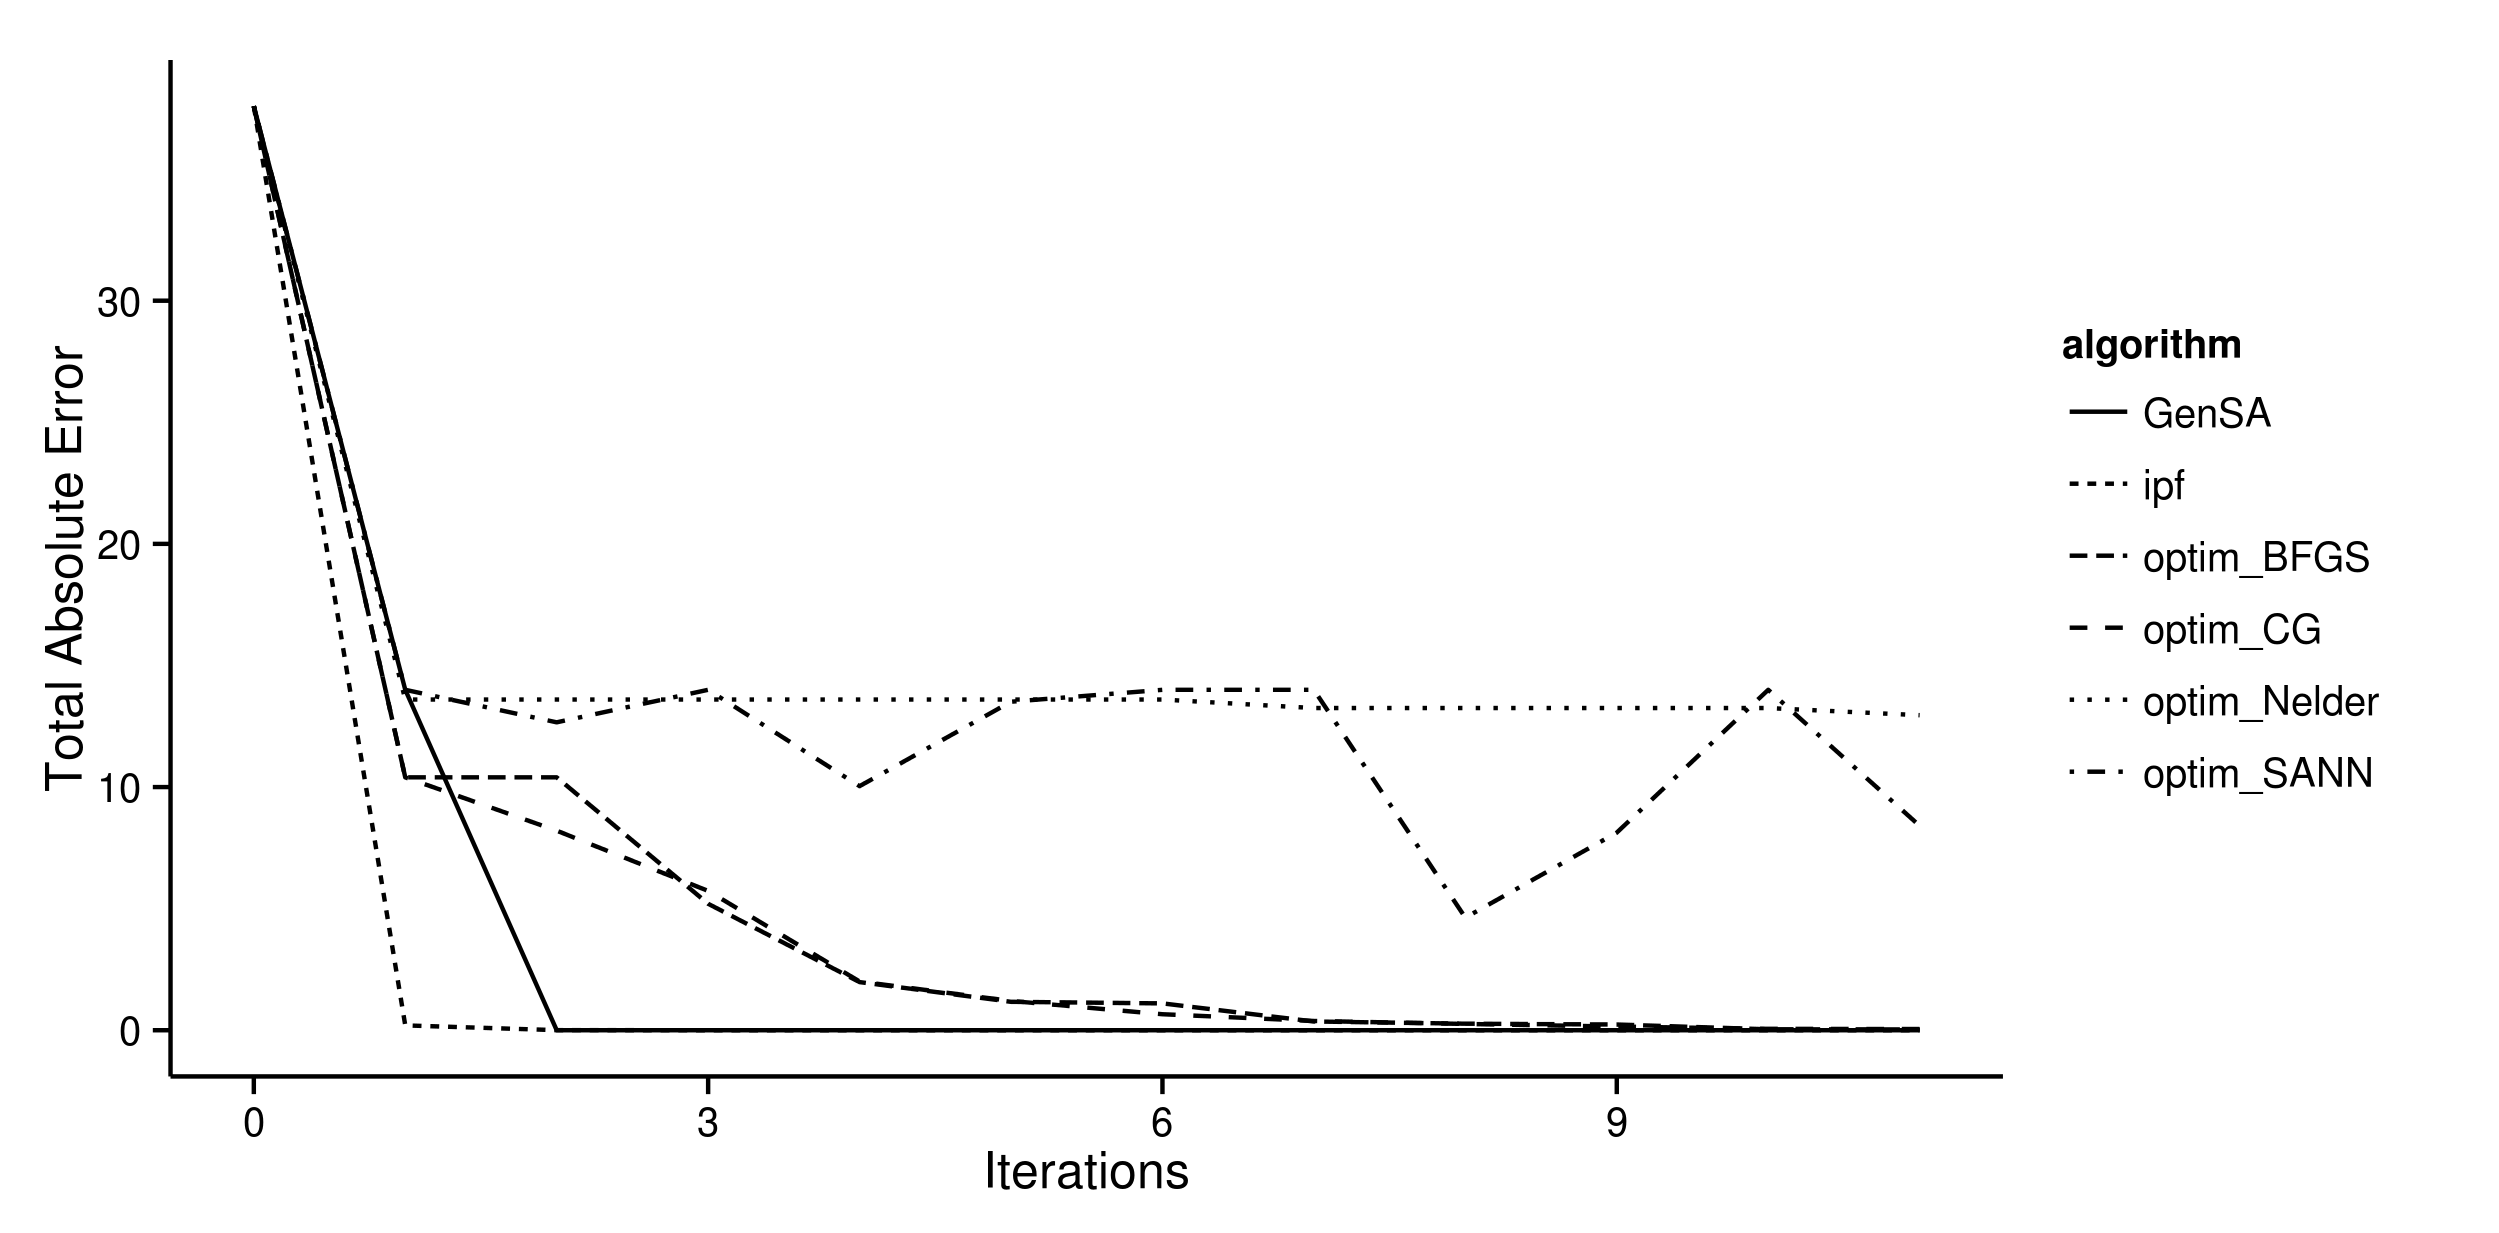 Total Absolute Error
30
20
10
0
0 3 6 9
Iterations
algorithm
GenSA
ipf
optim_BFGS
optim_CG
optim_Nelder
optim_SANN